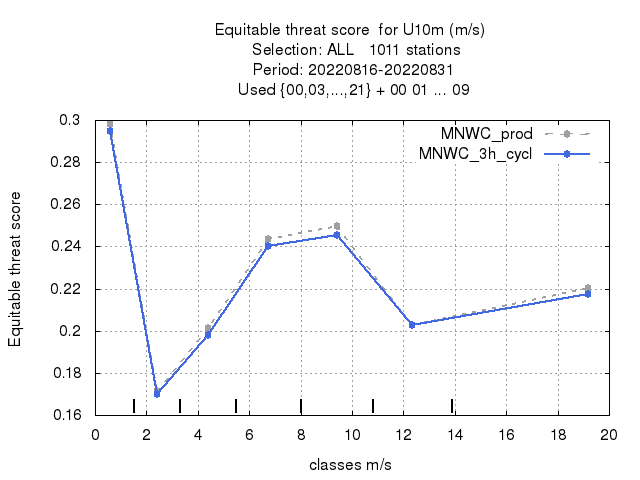 Equitable threat score  for U10m (m/s)
Selection: ALL   1011 stations
Period: 20220816-20220831
Used {00,03,...,21} + 00 01 ... 09
MNWC_prod
MNWC_3h_cycl
Equitable threat score
0.3
0.28
0.26
0.24
0.22
0.2
0.18
0.16
0 2 4 6 8 10 12 14 16 18 20
classes m/s